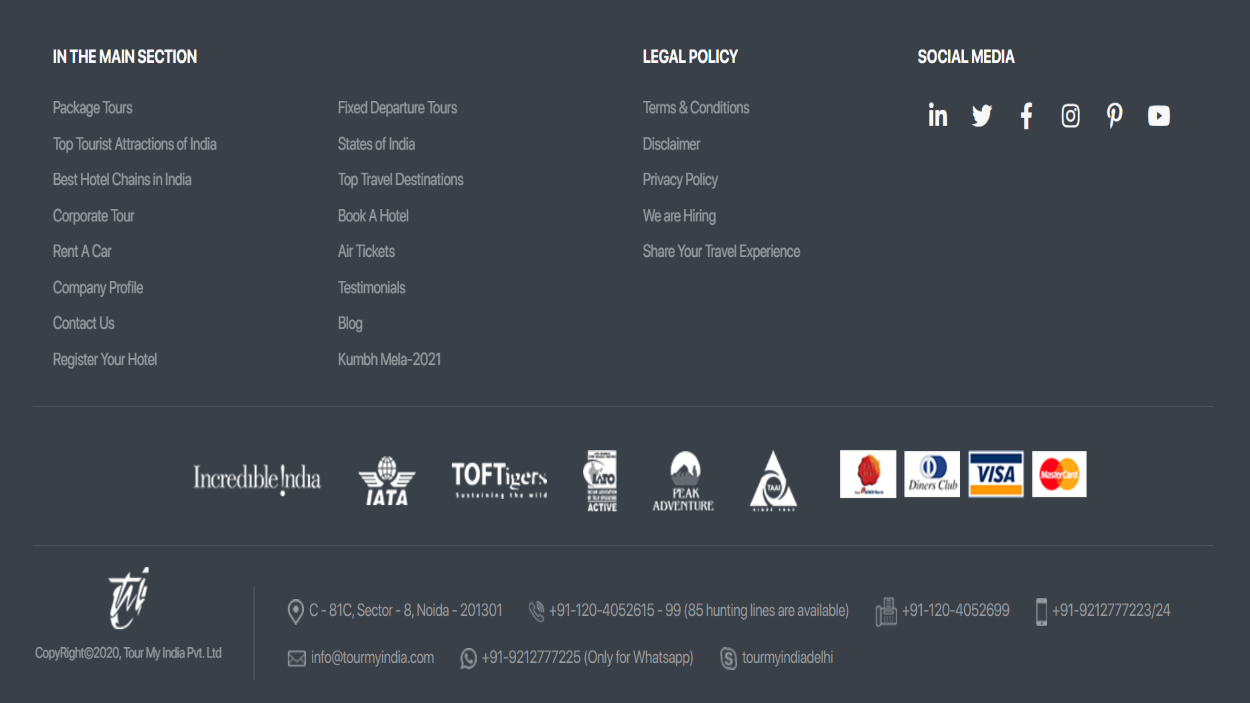 IN THE MAIN SECTION
Package Tours
Top Tourist Attractions of India
Best Hotel Chains in India
Corporate Tour
Rent A Car
Company Profile
Contact Us
Register Your Hotel
Fixed Departure Tours
States of India
Top Travel Destinations
Book A Hotel
Air Tickets
Testimonials
Blog
Kumbh Mela-2021
LEGAL POLICY
Terms & Conditions
Disclaimer
Privacy Policy
We are Hiring
Share Your Travel Experience
SOCIAL MEDIA
Incredible !ndia
IATA
TOFTigers
Sustaining the wild
IATO
ACTIVE
PEAK
ADVENTURE
TAAI
Diners Club
VISA
MasterCard
CopyRight©2020, Tour My India Pvt. Ltd
C - 81C, Sector - 8, Noida - 201301
+91-120-4052615 - 99 (85 hunting lines are available)
+91-120-4052699
+91-9212777223/24
info@tourmyindia.com
+91-9212777225 (Only for Whatsapp)
tourmyindiadelhi